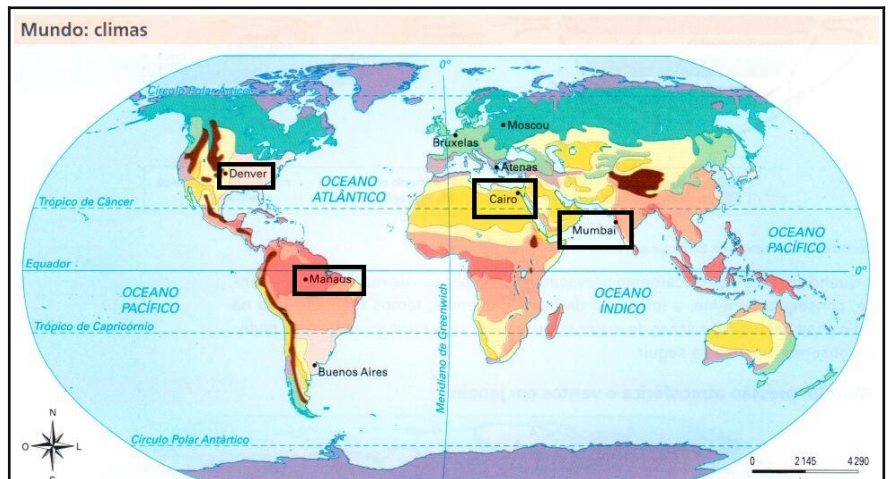 Mundo: climas
0°
Círculo Polar Ártico
Moscou
Bruxelas
Denver
Atenas
OCEANO
ATLÂNTICO
Cairo
Trópico de Câncer
Mumbai
OCEANO
PACÍFICO
Equador
0°
Manaus
OCEANO
PACÍFICO
OCEANO
ÍNDICO
Trópico de Capricórnio
Meridiano de Greenwich
Buenos Aires
N
O
L
Círculo Polar Antártico
0
2 145
4 290